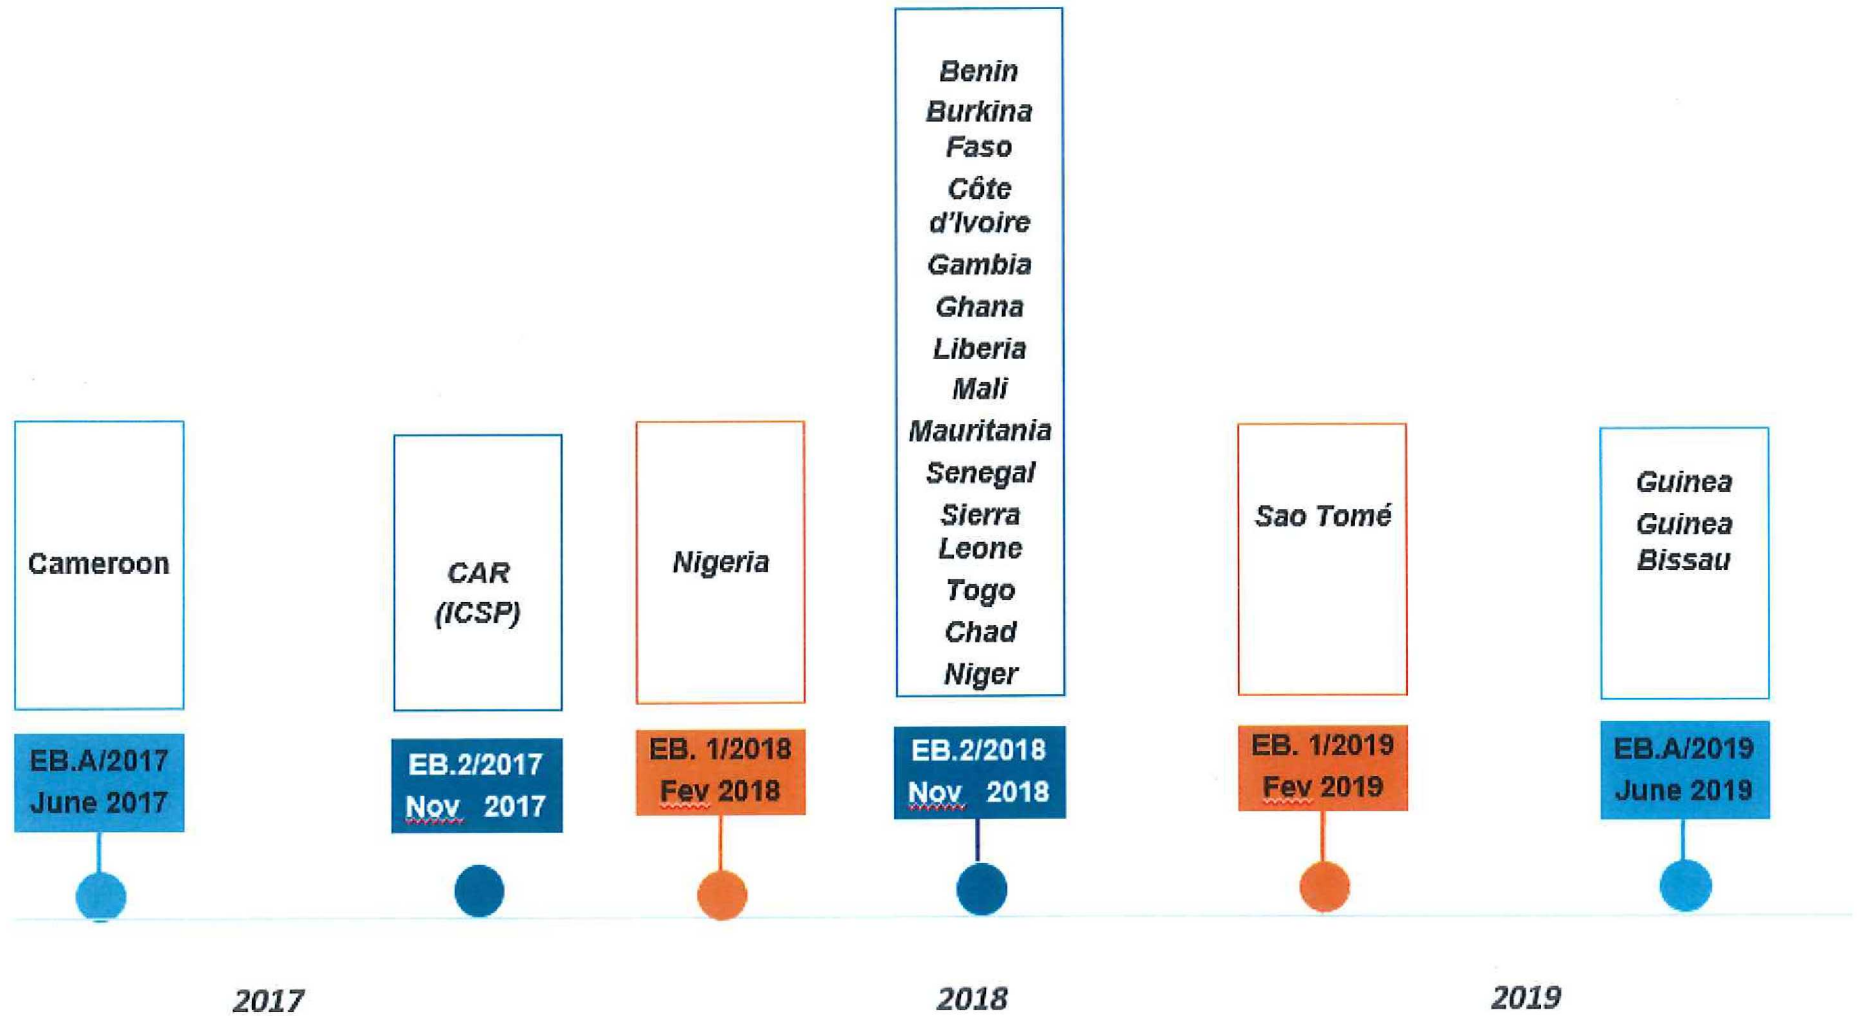 Cameroon
EB.A/2017
June 2017
CAR
(ICSP)
EB.2/2017
Nov 2017
Nigeria
EB. 1/2018
Fev 2018
Benin
Burkina
Faso
Côte
d'Ivoire
Gambia
Ghana
Liberia
Mali
Mauritania
Senegal
Sierra
Leone
Togo
Chad
Niger
EB.2/2018
Nov 2018
Sao Tomé
EB. 1/2019
Fev 2019
Guinea
Guinea
Bissau
EB.A/2019
June 2019
2017
2018
2019